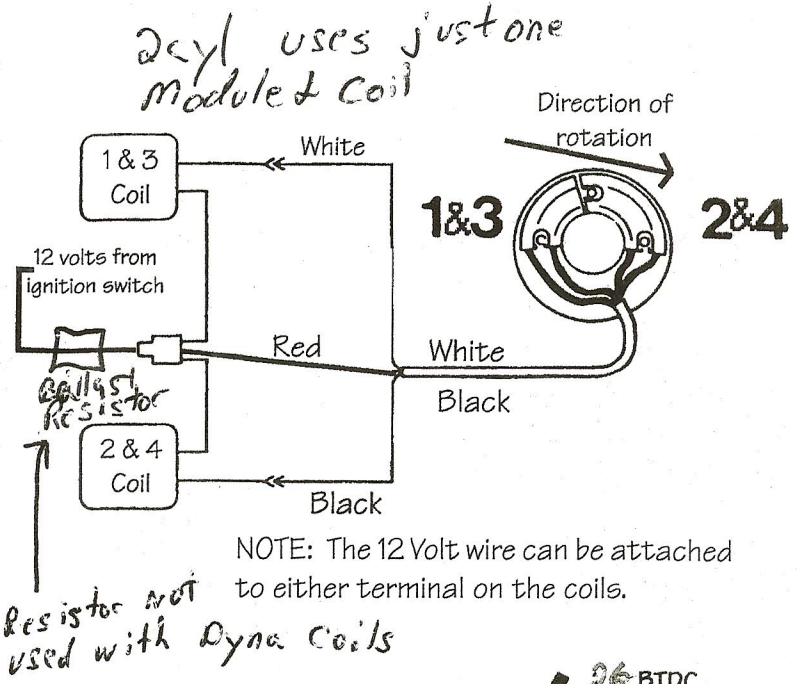 2cyl uses just one
Module & Coil
Direction of
rotation
1 & 3
Coil
White
1&3
2&4
12 volts from
ignition switch
Red
White
Black
Ballast
Resistor
2 & 4
Coil
Black
NOTE: The 12 Volt wire can be attached
to either terminal on the coils.
Resistor NOT
used with Dyna Coils
BTDC